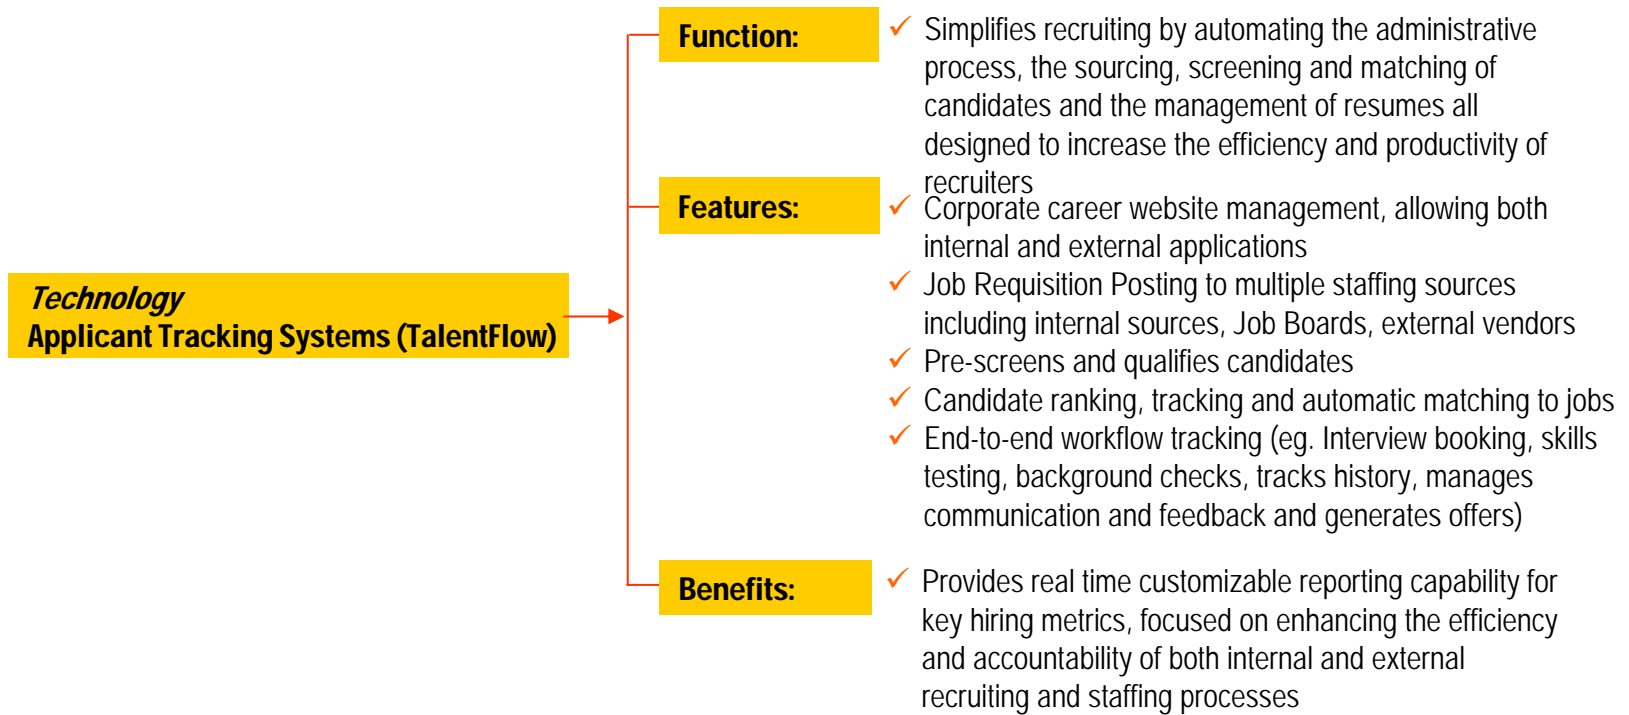 Technology
Applicant Tracking Systems (TalentFlow)
Function:
Simplifies recruiting by automating the administrative
process, the sourcing, screening and matching of
candidates and the management of resumes all
designed to increase the efficiency and productivity of
recruiters
Features:
Corporate career website management, allowing both
internal and external applications
Job Requisition Posting to multiple staffing sources
including internal sources, Job Boards, external vendors
Pre-screens and qualifies candidates
Candidate ranking, tracking and automatic matching to jobs
End-to-end workflow tracking (eg. Interview booking, skills
testing, background checks, tracks history, manages
communication and feedback and generates offers)
Benefits:
Provides real time customizable reporting capability for
key hiring metrics, focused on enhancing the efficiency
and accountability of both internal and external
recruiting and staffing processes